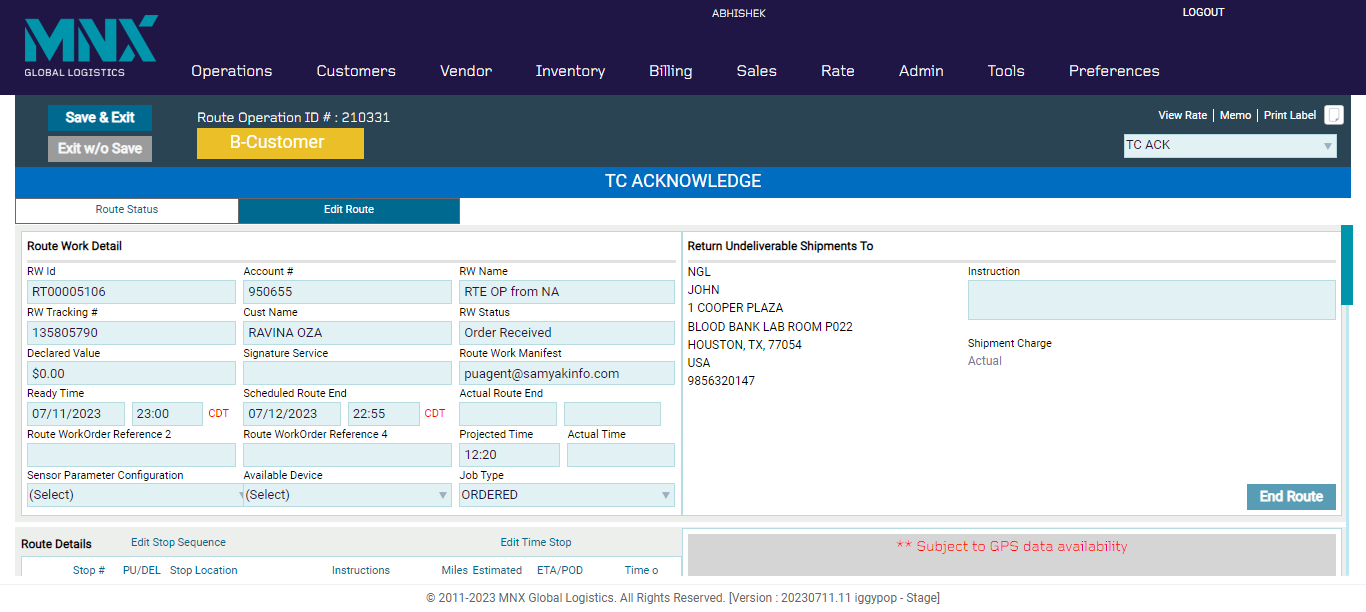 MNX
GLOBAL LOGISTICS
ABHISHEK
LOGOUT
Operations Customers Vendor Inventory Billing Sales Rate Admin Tools Preferences
Save & Exit
Exit w/o Save
Route Operation ID # : 210331
B-Customer
View Rate | Memo | Print Label
TC ACK
TC ACKNOWLEDGE
Route Status Edit Route
Route Work Detail
RW Id Account # RW Name
RT00005106 950655 RTE OP from NA
RW Tracking # Cust Name RW Status
135805790 RAVINA OZA Order Received
Declared Value Signature Service Route Work Manifest
$0.00 puagent@samyakinfo.com
Ready Time Scheduled Route End Actual Route End
07/11/2023 23:00 CDT 07/12/2023 22:55 CDT
Route WorkOrder Reference 2 Route WorkOrder Reference 4 Projected Time Actual Time
12:20
Sensor Parameter Configuration Available Device Job Type
(Select) (Select) ORDERED
Return Undeliverable Shipments To
NGL
JOHN
1 COOPER PLAZA
BLOOD BANK LAB ROOM P022
HOUSTON, TX, 77054
USA
9856320147
Instruction
Shipment Charge
Actual
End Route
Route Details Edit Stop Sequence Edit Time Stop
Stop # PU/DEL Stop Location Instructions Miles Estimated ETA/POD Time o
** Subject to GPS data availability
© 2011-2023 MNX Global Logistics. All Rights Reserved. [Version : 20230711.11 iggypop - Stage]